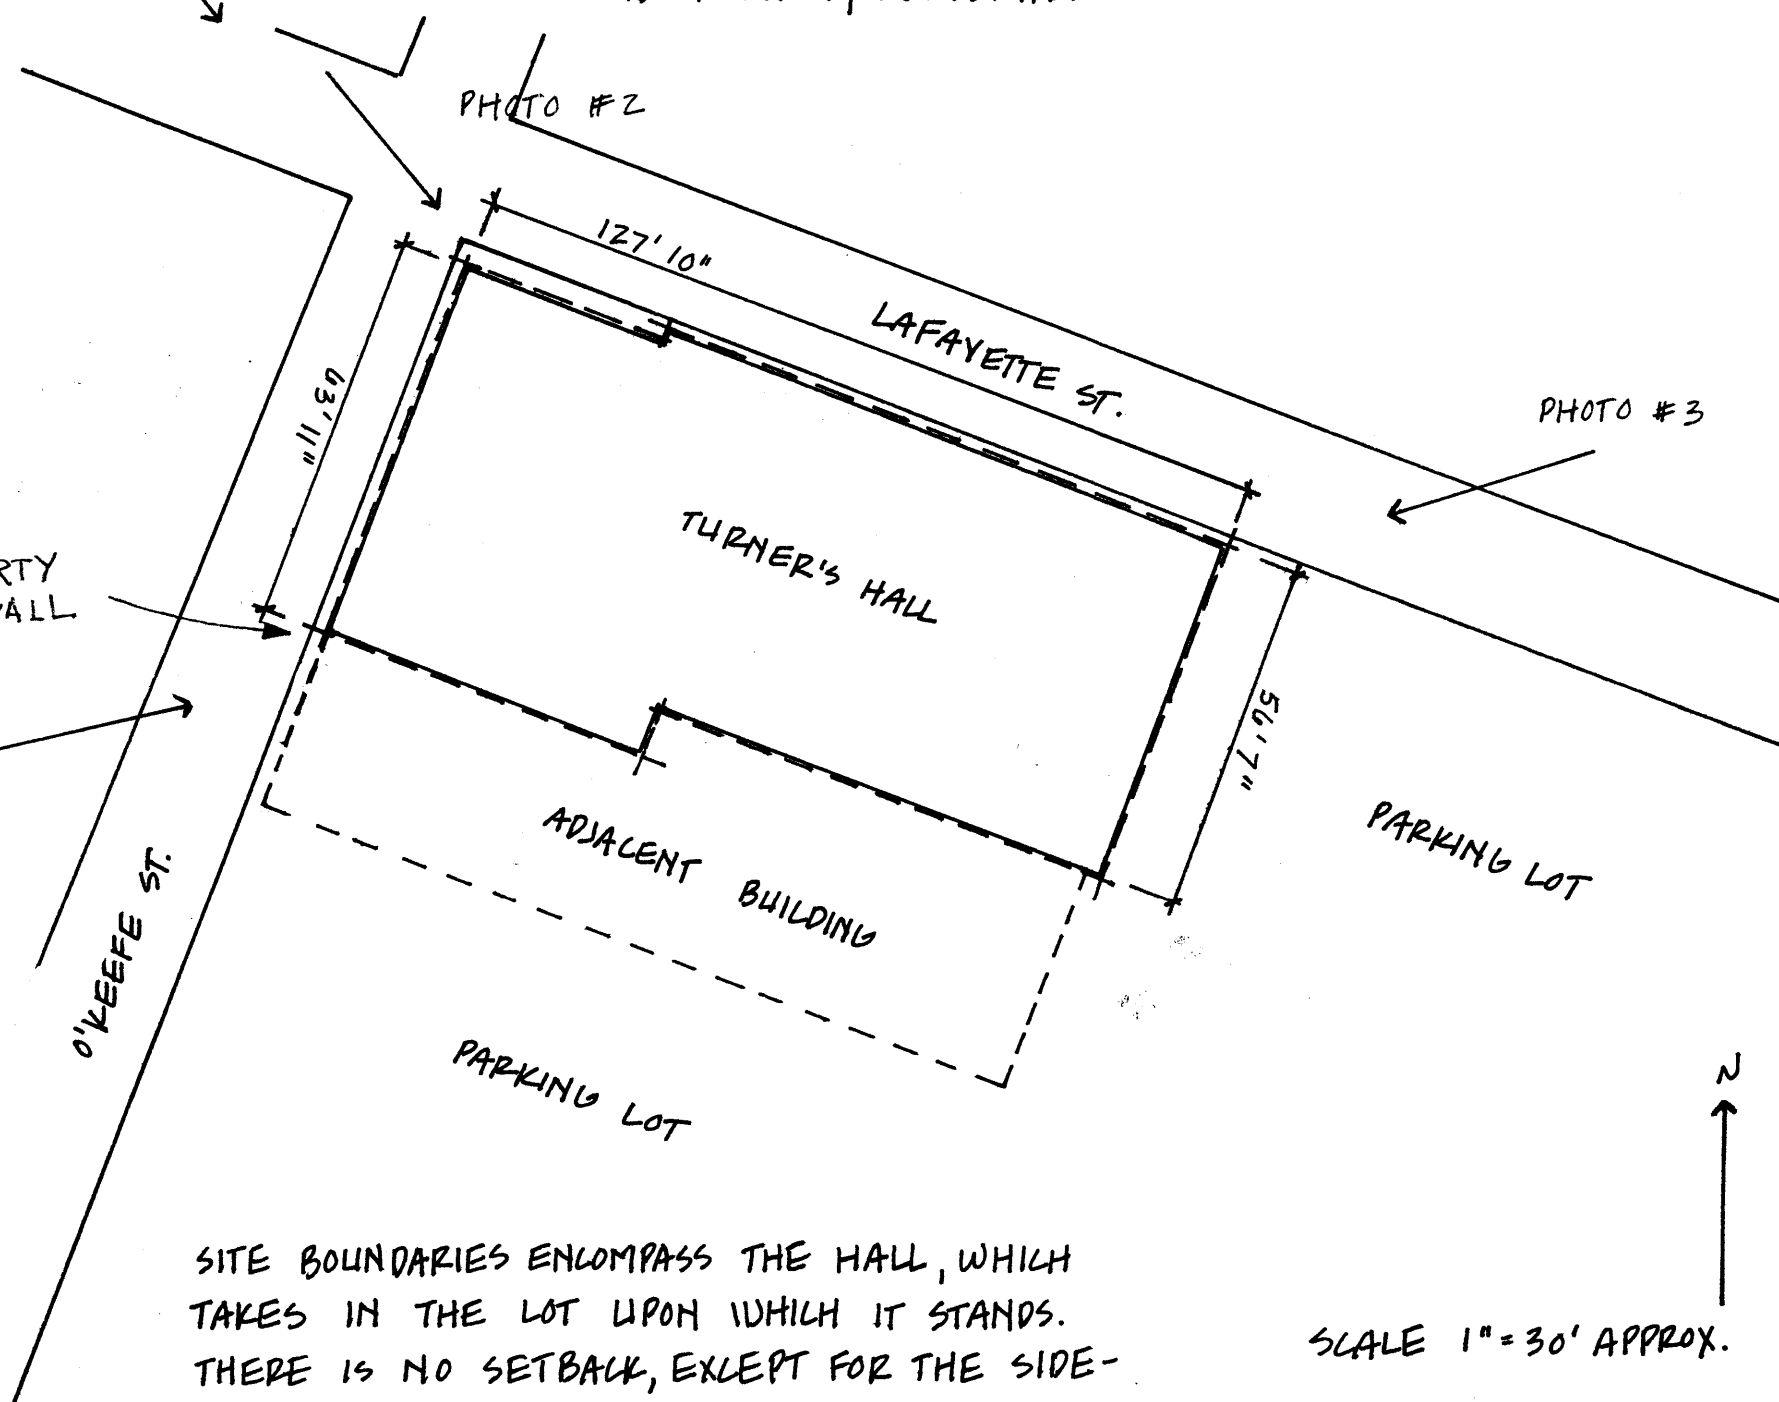 PHOTO #2
127' 10"
LAFAYETTE ST.
63' 11"
PHOTO #3
TURNER'S HALL
RTY
ALL
56' 7"
PARKING LOT
ADJACENT BUILDING
O'KEEFE ST.
PARKING LOT
N
SITE BOUNDARIES ENCOMPASS THE HALL, WHICH
TAKES IN THE LOT UPON WHICH IT STANDS.
THERE IS NO SETBACK, EXCEPT FOR THE SIDE-
SCALE 1" = 30' APPROX.